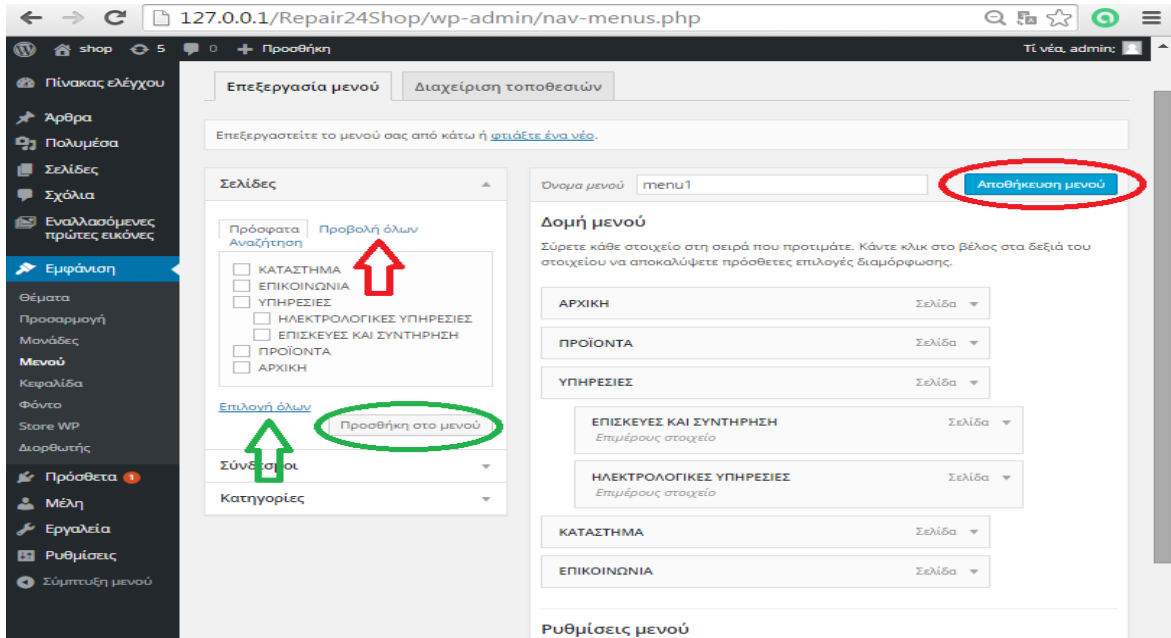 127.0.0.1/Repair24Shop/wp-admin/nav-menus.php
shop 5 0 Προσθήκη
Τί νέα, admin;
Πίνακας ελέγχου
Άρθρα
Πολυμέσα
Σελίδες
Σχόλια
Εναλλασόμενες
πρώτες εικόνες
Εμφάνιση
Θέματα
Προσαρμογή
Μονάδες
Μενού
Κεφαλίδα
Φόντο
Store WP
Διορθωτής
Πρόσθετα 1
Μέλη
Εργαλεία
Ρυθμίσεις
Σύμπτυξη μενού
Επεξεργασία μενού
Διαχείριση τοποθεσιών
Επεξεργαστείτε το μενού σας από κάτω ή φτιάξτε ένα νέο.
Σελίδες
Πρόσφατα
Προβολή όλων
Αναζήτηση
ΚΑΤΑΣΤΗΜΑ
ΕΠΙΚΟΙΝΩΝΙΑ
ΥΠΗΡΕΣΙΕΣ
ΗΛΕΚΤΡΟΛΟΓΙΚΕΣ ΥΠΗΡΕΣΙΕΣ
ΕΠΙΣΚΕΥΕΣ ΚΑΙ ΣΥΝΤΗΡΗΣΗ
ΠΡΟΪΟΝΤΑ
ΑΡΧΙΚΗ
Επιλογή όλων
Προσθήκη στο μενού
Σύνδεσμοι
Κατηγορίες
Όνομα μενού menu1
Αποθήκευση μενού
Δομή μενού
Σύρετε κάθε στοιχείο στη σειρά που προτιμάτε. Κάντε κλικ στο βέλος στα δεξιά του
στοιχείου να αποκαλύψετε πρόσθετες επιλογές διαμόρφωσης.
ΑΡΧΙΚΗ Σελίδα
ΠΡΟΪΟΝΤΑ Σελίδα
ΥΠΗΡΕΣΙΕΣ Σελίδα
ΕΠΙΣΚΕΥΕΣ ΚΑΙ ΣΥΝΤΗΡΗΣΗ Σελίδα
Επιμέρους στοιχείο
ΗΛΕΚΤΡΟΛΟΓΙΚΕΣ ΥΠΗΡΕΣΙΕΣ Σελίδα
Επιμέρους στοιχείο
ΚΑΤΑΣΤΗΜΑ Σελίδα
ΕΠΙΚΟΙΝΩΝΙΑ Σελίδα
Ρυθμίσεις μενού